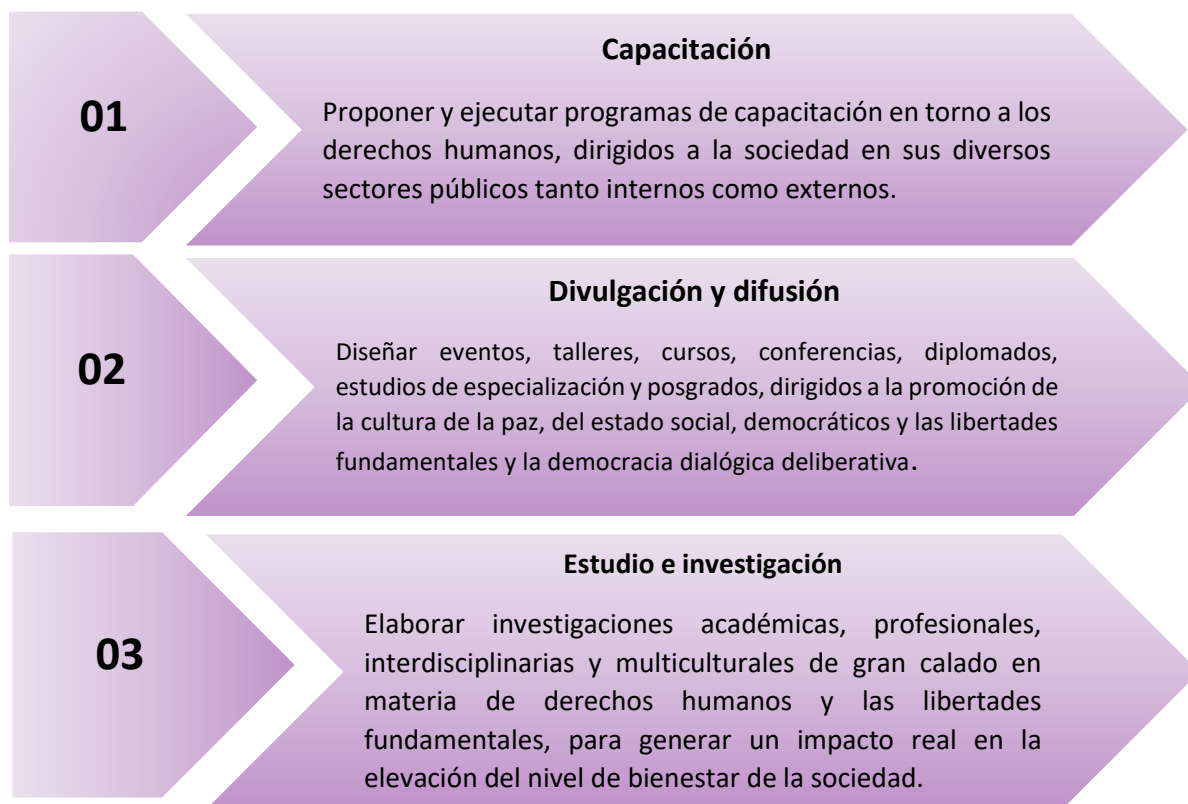 01
Capacitación
Proponer y ejecutar programas de capacitación en torno a los
derechos humanos, dirigidos a la sociedad en sus diversos
sectores públicos tanto internos como externos.
02
Divulgación y difusión
Diseñar eventos, talleres, cursos, conferencias, diplomados,
estudios de especialización y posgrados, dirigidos a la promoción de
la cultura de la paz, del estado social, democráticos y las libertades
fundamentales y la democracia dialógica deliberativa.
03
Estudio e investigación
Elaborar investigaciones académicas, profesionales,
interdisciplinarias y multiculturales de gran calado en
materia de derechos humanos y las libertades
fundamentales, para generar un impacto real en la
elevación del nivel de bienestar de la sociedad.